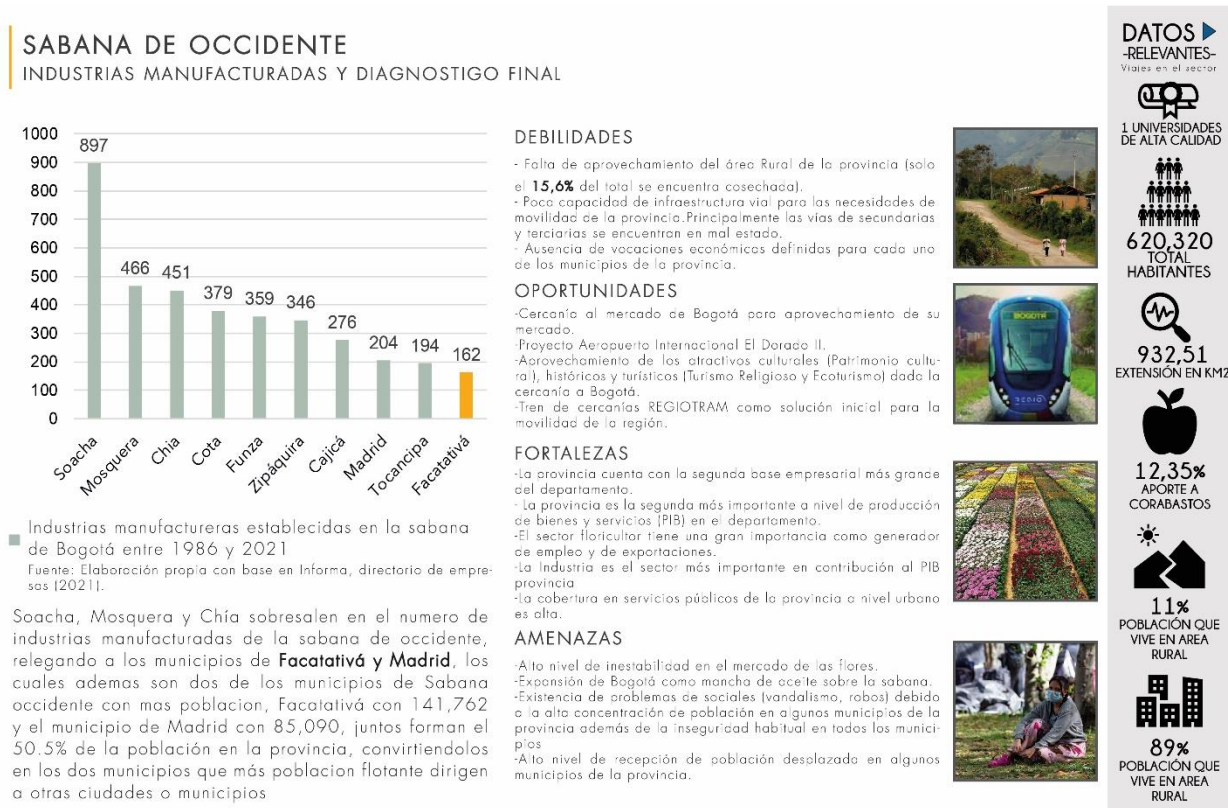 SABANA DE OCCIDENTE
INDUSTRIAS MANUFACTURADAS Y DIAGNOSTIGO FINAL
1000
900
800
700
600
500
400
300
200
100
0
897
466
451
379
359
346
276
204
194
162
Soacha
Mosquera
Chia
Cota
Funza
Zipáquira
Cajicá
Madrid
Tocancipa
Facatativá
Industrias manufactureras establecidas en la sabana
de Bogotá entre 1986 y 2021
Fuente: Elaboración propia con base en Informa, directorio de empre-
sas (2021).
Soacha, Mosquera y Chía sobresalen en el numero de
industrias manufacturadas de la sabana de occidente,
relegando a los municipios de Facatativá y Madrid, los
cuales ademas son dos de los municipios de Sabana
occidente con mas poblacion, Facatativá con 141,762
y el municipio de Madrid con 85,090, juntos forman el
50.5% de la población en la provincia, convirtiendolos
en los dos municipios que más poblacion flotante dirigen
a otras ciudades o municipios
DEBILIDADES
- Falta de aprovechamiento del área Rural de la provincia (solo
el 15,6% del total se encuentra cosechada).
- Poca capacidad de infraestructura vial para las necesidades de
movilidad de la provincia.Principalmente las vías de secundarias
y terciarias se encuentran en mal estado.
- Ausencia de vocaciones económicas definidas para cada uno
de los municipios de la provincia.
OPORTUNIDADES
-Cercanía al mercado de Bogotá para aprovechamiento de su
mercado.
-Proyecto Aeropuerto Internacional El Dorado II.
-Aprovechamiento de los atractivos culturales (Patrimonio cultu-
ral), históricos y turísticos (Turismo Religioso y Ecoturismo) dada la
cercanía a Bogotá.
-Tren de cercanías REGIOTRAM como solución inicial para la
movilidad de la región.
FORTALEZAS
-La provincia cuenta con la segunda base empresarial más grande
del departamento.
- La provincia es la segunda más importante a nivel de producción
de bienes y servicios (PIB) en el departamento.
-El sector floricultor tiene una gran importancia como generador
de empleo y de exportaciones.
-La Industria es el sector más importante en contribución al PIB
provincia
-La cobertura en servicios públicos de la provincia a nivel urbano
es alta.
AMENAZAS
-Alto nivel de inestabilidad en el mercado de las flores.
-Expansión de Bogotá como mancha de aceite sobre la sabana.
-Existencia de problemas de sociales (vandalismo, robos) debido
a la alta concentración de población en algunos municipios de la
provincia además de la inseguridad habitual en todos los munici-
pios
-Alto nivel de recepción de población desplazada en algunos
municipios de la provincia.
BOGOTÁ
REGIO
DATOS
-RELEVANTES-
Viajes en el sector
1 UNIVERSIDADES
DE ALTA CALIDAD
620,320
TOTAL
HABITANTES
932,51
EXTENSIÓN EN KM2
12,35%
APORTE A
CORABASTOS
11%
POBLACIÓN QUE
VIVE EN AREA
RURAL
89%
POBLACIÓN QUE
VIVE EN AREA
RURAL